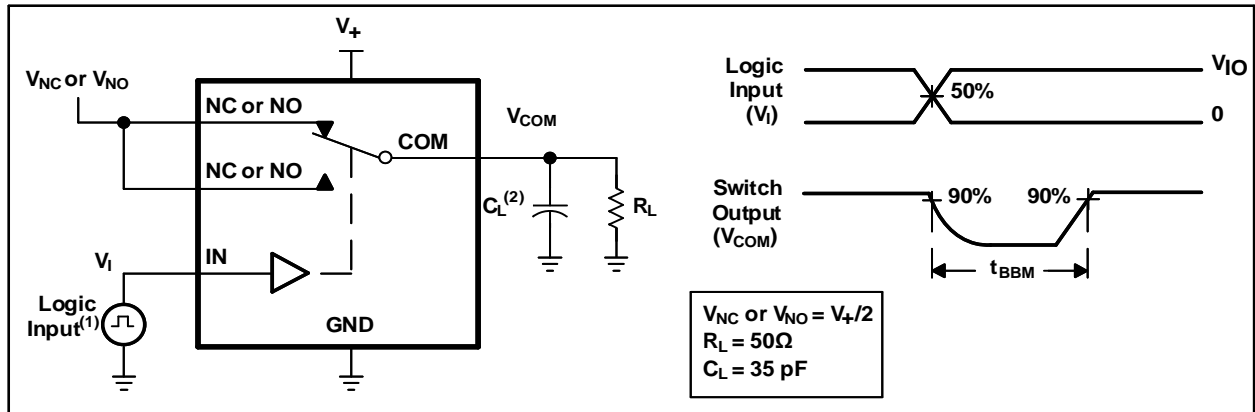 V+
VNC or VNO
NC or NO
VCOM
COM
NC or NO
CL(2)
RL
VI
IN
Logic
Input(1)
GND
Logic
Input
(VI)
50%
VIO
0
Switch
Output
(VCOM)
90%
90%
tBBM
VNC or VNO = V+/2
RL = 50Ω
CL = 35 pF